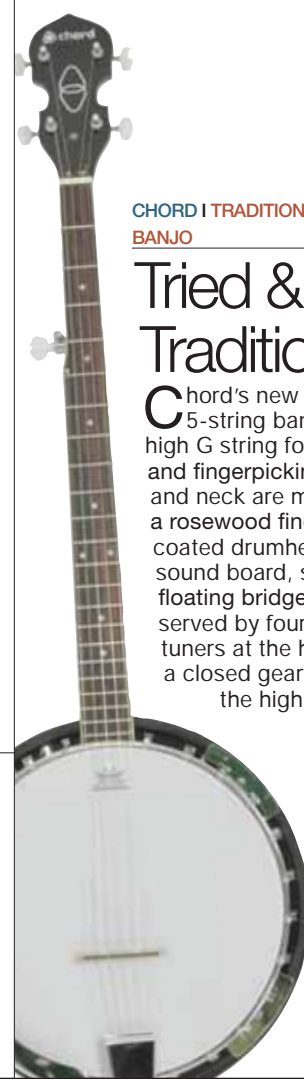 chord
CHORD I TRADITION
BANJO
Tried &
Traditio
Chord's new
5-string ban
high G string fo
and fingerpickin
and neck are m
a rosewood fin
coated drumhe
sound board, s
floating bridge
served by four
tuners at the h
a closed gear
the high